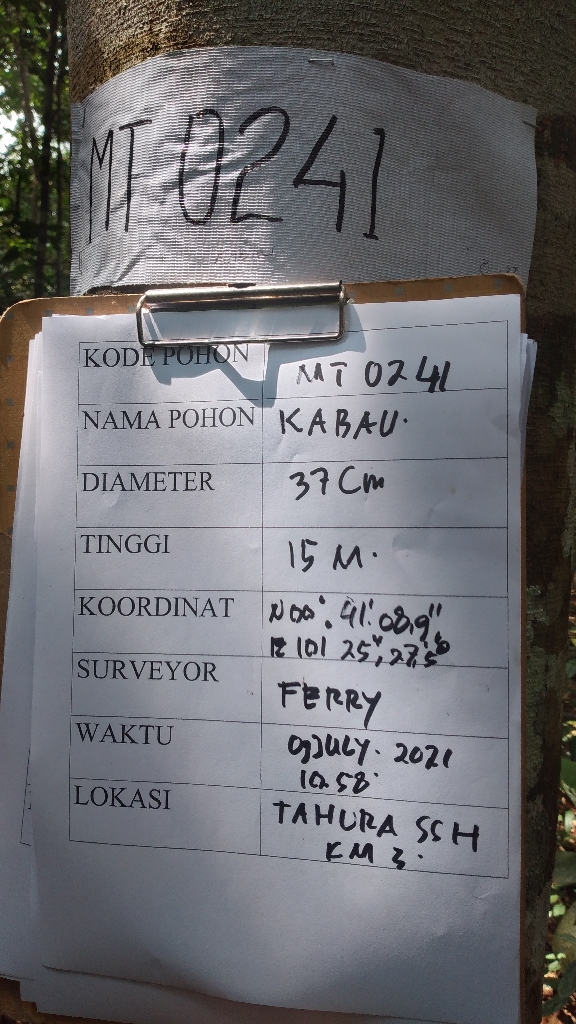 MT 0241
KODE POHON MT 0241
NAMA POHON KABAU.
DIAMETER 37 Cm
TINGGI 15 M.
KOORDINAT N 00°. 41'. 08,9"
E 101 25', 27,5"
SURVEYOR FERRY
WAKTU 09 JULY. 2021
10.58
LOKASI TAHURA SSH
KM 3.